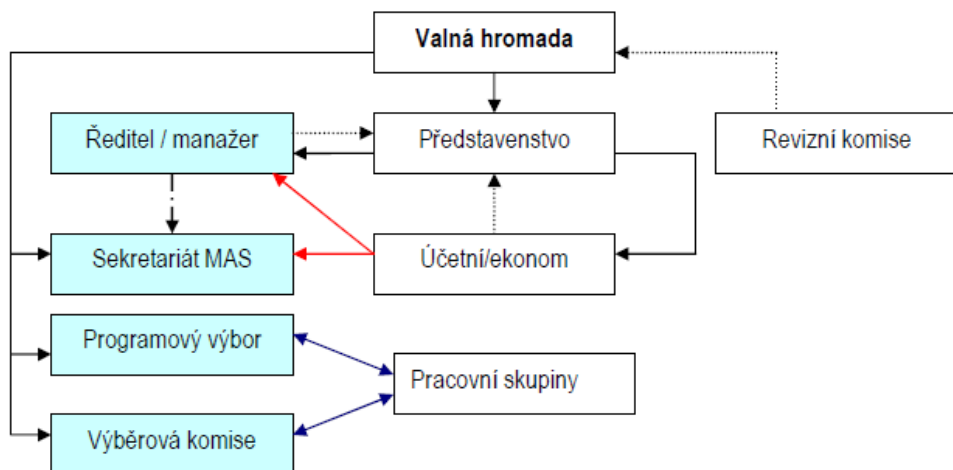 Valná hromada
Ředitel / manažer
Představenstvo
Revizní komise
Sekretariát MAS
Účetní/ekonom
Programový výbor
Pracovní skupiny
Výběrová komise